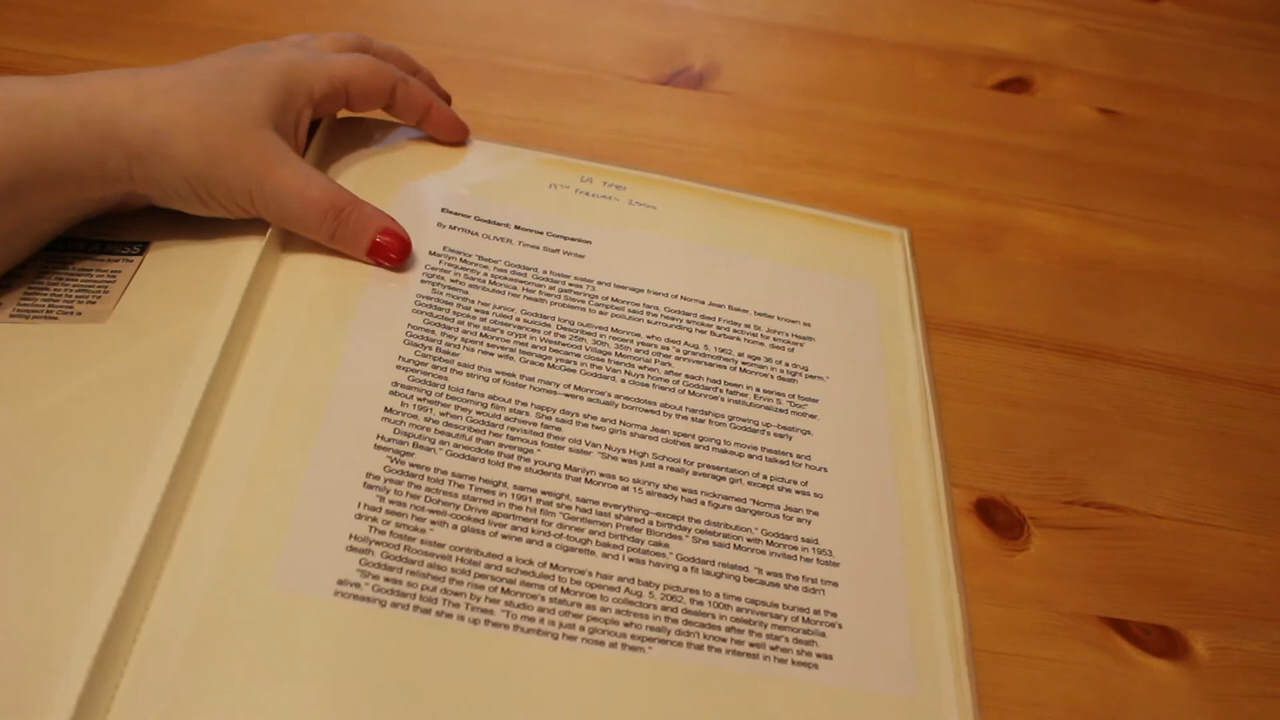 LA Times
Eleanor Goddard; Monroe Companion
By MYRNA OLIVER, Times Staff Writer
Eleanor "Bebe" Goddard, a foster sister and teenage friend of Norma Jean Baker, better known as
Marilyn Monroe, has died. Goddard was 73.
Frequently a spokeswoman at gatherings of Monroe fans, Goddard died Friday at St. John's Health
Center in Santa Monica. Her friend Steve Campbell said the heavy smoker and activist for smokers'
rights, who attributed her health problems to air pollution surrounding her Burbank home, died of
emphysema.
Six months her junior, Goddard long outlived Monroe, who died Aug. 5, 1962, at age 36 of a drug
overdose that was ruled a suicide. Described in recent years as "a grandmotherly woman in a tight perm,"
Goddard spoke at observances of the 25th, 30th, 35th and other anniversaries of Monroe's death
conducted at the star's crypt in Westwood Village Memorial Park.
Goddard and Monroe met and became close friends when, after each had been in a series of foster
homes, they spent several teenage years in the Van Nuys home of Goddard's father, Ervin S. "Doc"
Goddard and his new wife, Grace McGee Goddard, a close friend of Monroe's institutionalized mother,
Gladys Baker.
Campbell said this week that many of Monroe's anecdotes about hardships growing up--beatings,
hunger and the string of foster homes--were actually borrowed by the star from Goddard's early
experiences.
Goddard told fans about the happy days she and Norma Jean spent going to movie theaters and
dreaming of becoming film stars. She said the two girls shared clothes and makeup and talked for hours
about whether they would achieve fame.
In 1991, when Goddard revisited their old Van Nuys High School for presentation of a picture of
Monroe, she described her famous foster sister: "She was just a really average girl, except she was so
much more beautiful than average."
Disputing an anecdote that the young Marilyn was so skinny she was nicknamed "Norma Jean the
Human Bean," Goddard told the students that Monroe at 15 already had a figure dangerous for any
teenager.
"We were the same height, same weight, same everything--except the distribution," Goddard said.
Goddard told The Times in 1991 that she had last shared a birthday celebration with Monroe in 1953,
the year the actress starred in the hit film "Gentlemen Prefer Blondes." She said Monroe invited her foster
family to her Doheny Drive apartment for dinner and birthday cake.
"It was not-well-cooked liver and kind-of-tough baked potatoes," Goddard related. "It was the first time
I had seen her with a glass of wine and a cigarette, and I was having a fit laughing because she didn't
drink or smoke."
The foster sister contributed a lock of Monroe's hair and baby pictures to a time capsule buried at the
Hollywood Roosevelt Hotel and scheduled to be opened Aug. 5, 2062, the 100th anniversary of Monroe's
death. Goddard also sold personal items of Monroe to collectors and dealers in celebrity memorabilia.
Goddard relished the rise of Monroe's stature as an actress in the decades after the star's death.
"She was so put down by her studio and other people who really didn't know her well when she was
alive," Goddard told The Times. "To me it is just a glorious experience that the interest in her keeps
increasing and that she is up there thumbing her nose at them."